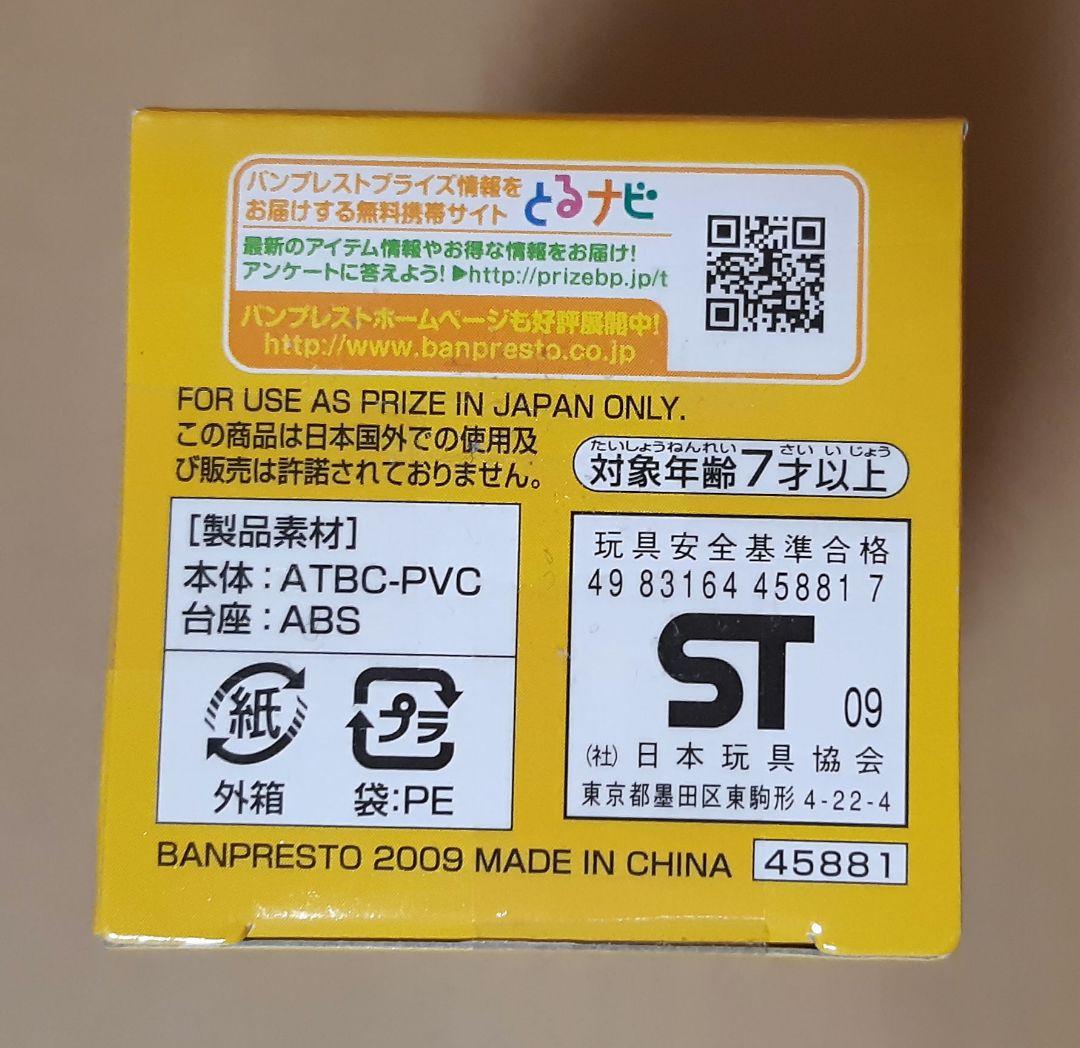 バンプレストプライズ情報を
お届けする無料携帯サイト
とるナビ
最新のアイテム情報やお得な情報をお届け!
アンケートに答えよう!▶http://prizebp.jp/t
バンプレストホームページも好評展開中!
http://www.banpresto.co.jp
FOR USE AS PRIZE IN JAPAN ONLY.
この商品は日本国外での使用及
び販売は許諾されておりません。
たいしょうねんれい さい いじょう
対象年齢7才以上
[製品素材]
本体:ATBC-PVC
台座:ABS
紙
外箱
プラ
袋:PE
玩具安全基準合格
49 83164 45881 7
ST
09
(社)日本玩具協会
東京都墨田区東駒形 4-22-4
BANPRESTO 2009 MADE IN CHINA
45881